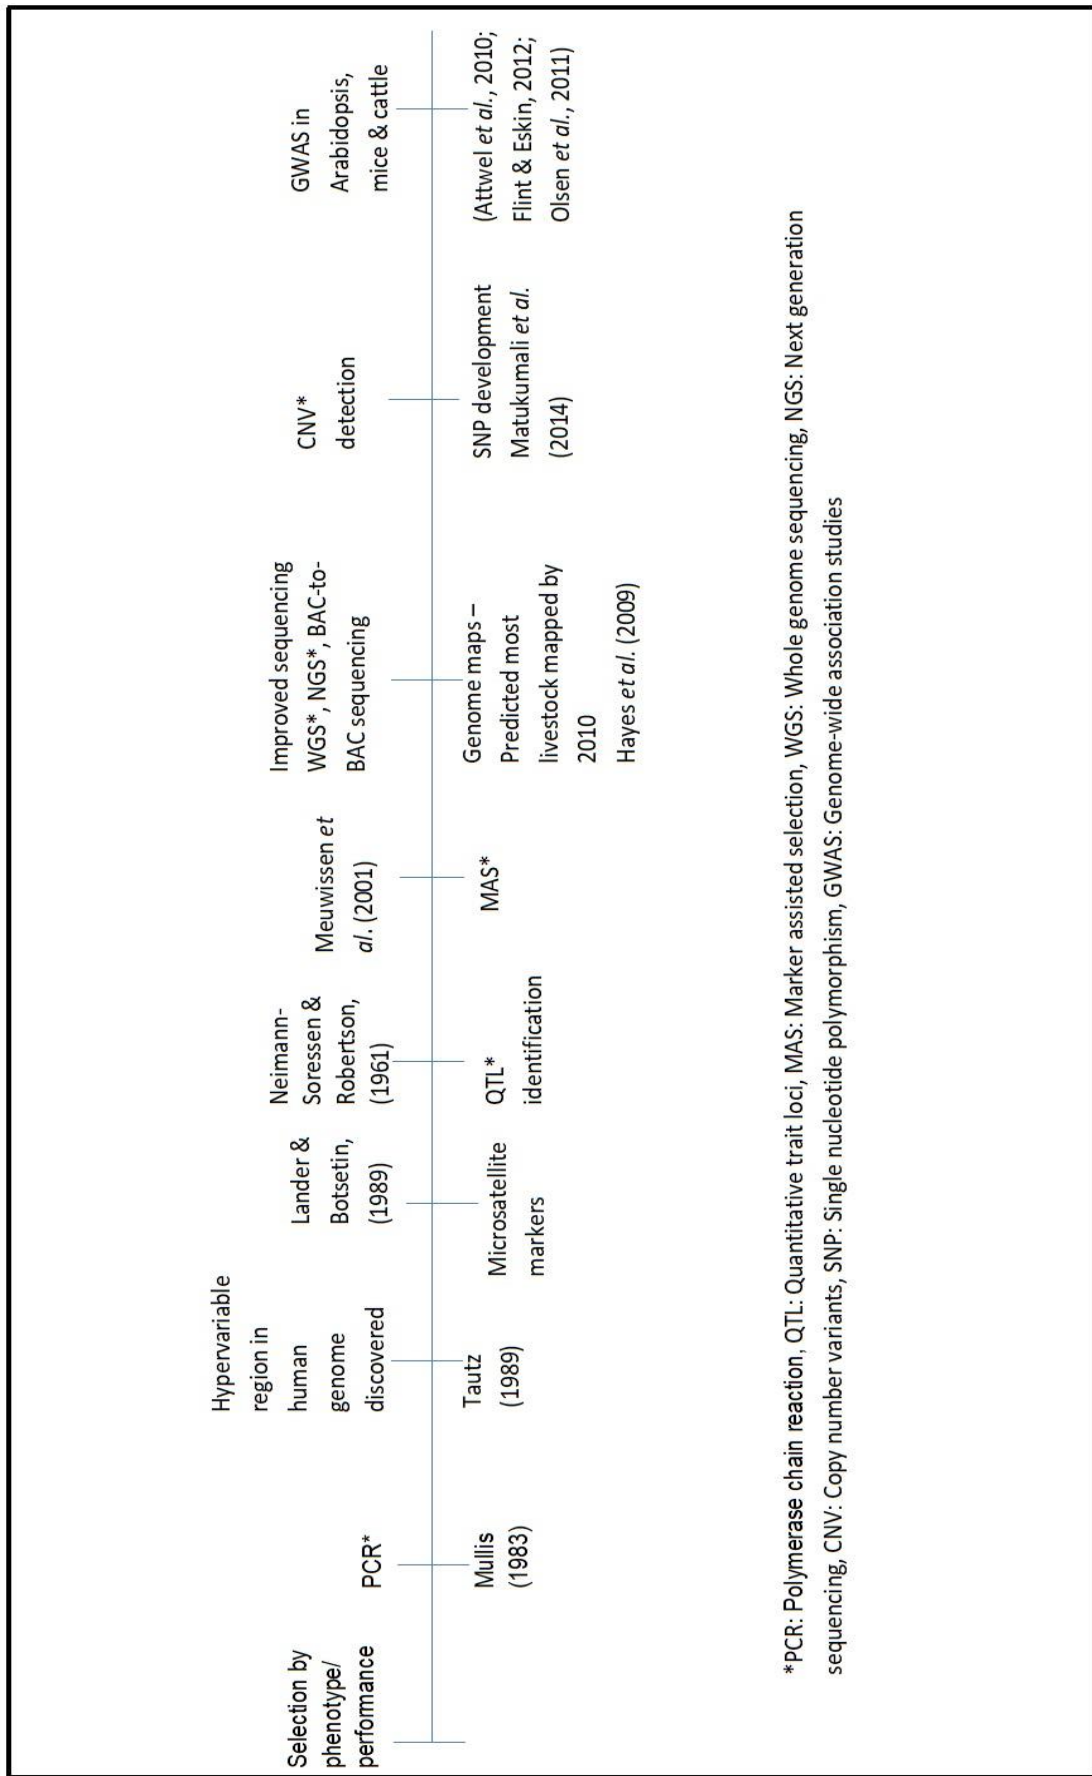 Selection by
phenotype/
performance
PCR*
Mullis
(1983)
Hypervariable
region in
human
genome
discovered
Tautz
(1989)
Lander &
Botsetin,
(1989)
Microsatellite
markers
Neimann-
Soressen &
Robertson,
(1961)
QTL*
identification
Meuwissen et
al. (2001)
MAS*
Improved sequencing
WGS*, NGS*, BAC-to-
BAC sequencing
Genome maps –
Predicted most
livestock mapped by
2010
Hayes et al. (2009)
CNV*
detection
SNP development
Matukumali et al.
(2014)
GWAS in
Arabidopsis,
mice & cattle
(Attwel et al., 2010;
Flint & Eskin, 2012;
Olsen et al., 2011)
*PCR: Polymerase chain reaction, QTL: Quantitative trait loci, MAS: Marker assisted selection, WGS: Whole genome sequencing, NGS: Next generation
sequencing, CNV: Copy number variants, SNP: Single nucleotide polymorphism, GWAS: Genome-wide association studies